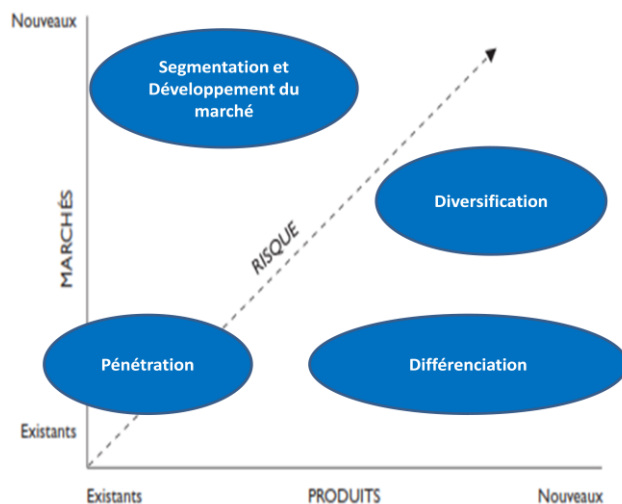 Nouveaux
Segmentation et
Développement du
marché
Diversification
MARCHÉS
RISQUE
Pénétration
Différenciation
Existants
Existants
PRODUITS
Nouveaux